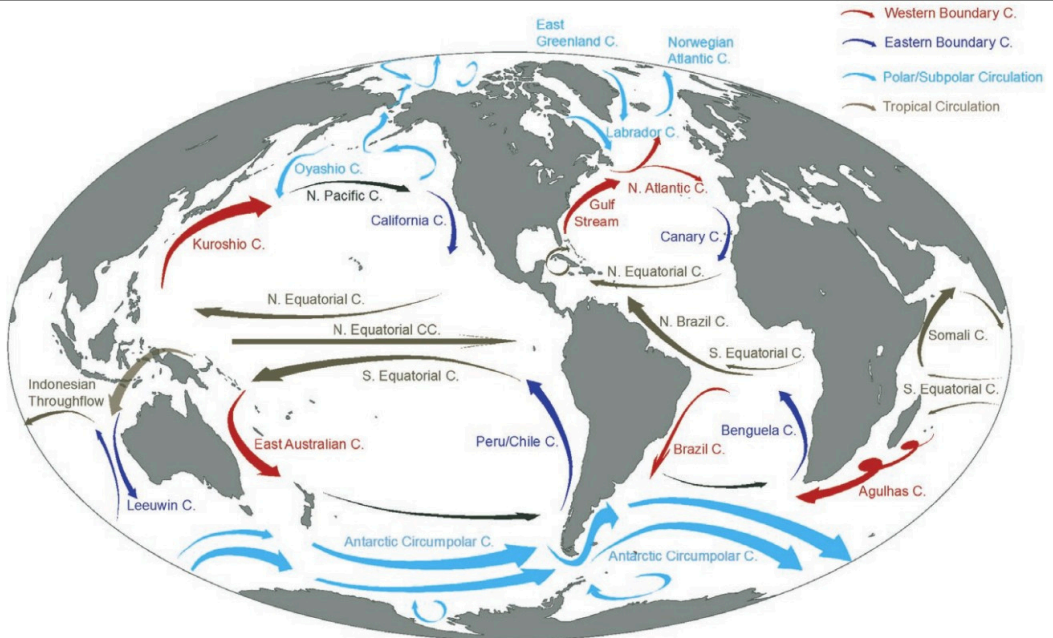 East
Greenland C.
Norwegian
Atlantic C.
Western Boundary C.
Eastern Boundary C.
Polar/Subpolar Circulation
Tropical Circulation
Labrador C.
Oyashio C.
N. Pacific C.
N. Atlantic C.
Gulf
Stream
California C.
Kuroshio C.
Canary C.
N. Equatorial C.
N. Equatorial C.
N. Equatorial CC.
N. Brazil C.
Somali C.
S. Equatorial C.
S. Equatorial C.
Indonesian
Throughflow
S. Equatorial C.
East Australian C.
Peru/Chile C.
Brazil C.
Benguela C.
Leeuwin C.
Agulhas C.
Antarctic Circumpolar C.
Antarctic Circumpolar C.